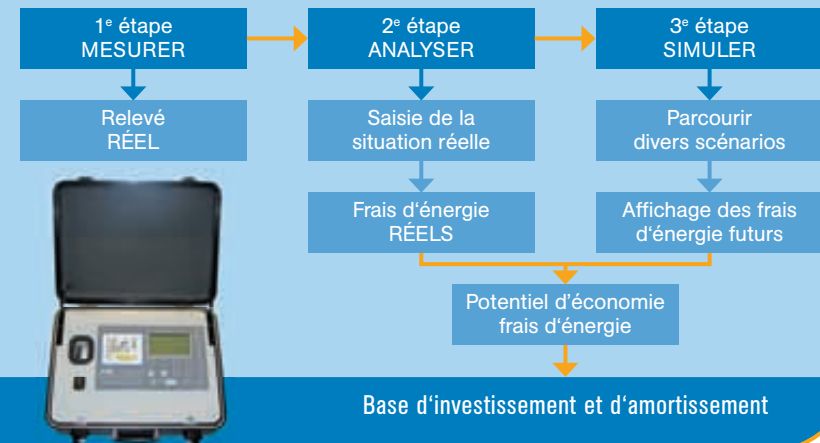 1e étape
MESURER
2e étape
ANALYSER
3e étape
SIMULER
Relevé
RÉEL
Saisie de la
situation réelle
Parcourir
divers scénarios
Frais d‘énergie
RÉELS
Affichage des frais
d‘énergie futurs
Potentiel d’économie
frais d‘énergie
Base d‘investissement et d‘amortissement